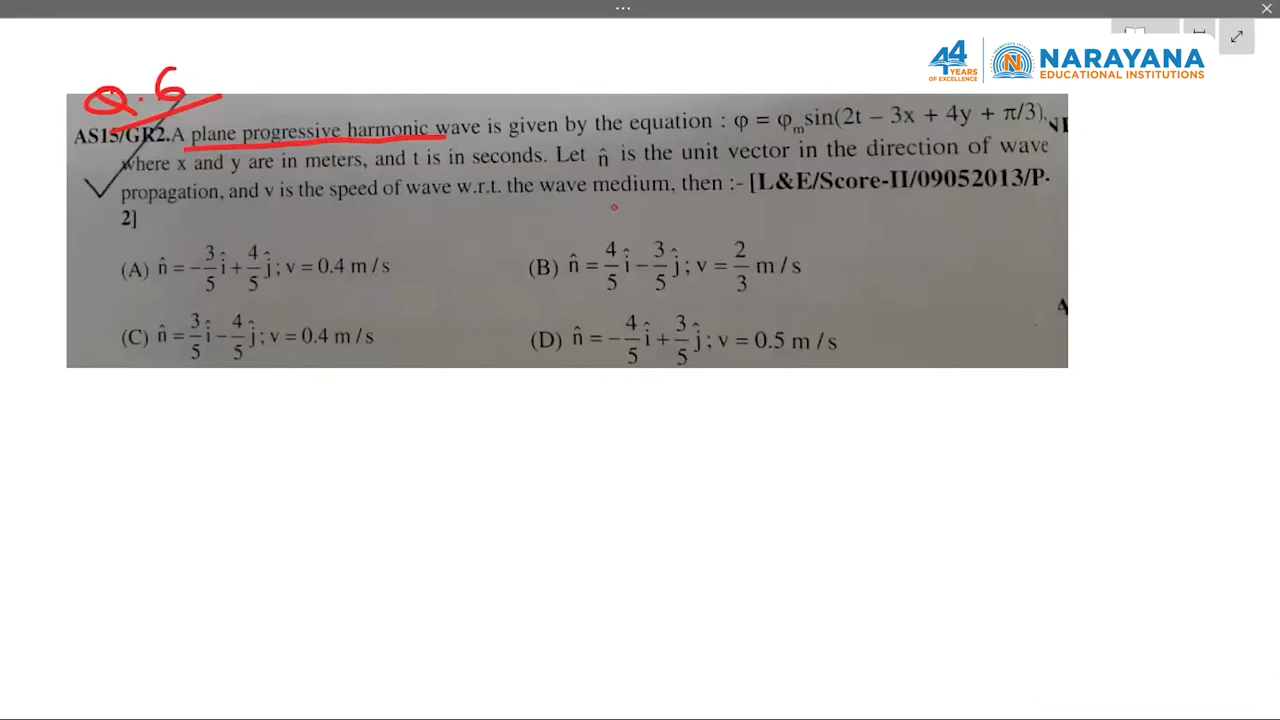 44
YEARS
OF EXCELLENCE
N
NARAYANA
EDUCATIONAL INSTITUTIONS
Q.6
AS15/GR2.A plane progressive harmonic wave is given by the equation : φ = φₘ sin(2t − 3x + 4y + π/3),
where x and y are in meters, and t is in seconds. Let n̂ is the unit vector in the direction of wave
propagation, and v is the speed of wave w.r.t. the wave medium, then :- [L&E/Score-II/09052013/P-
2]
(A) n̂ = −3/5 î + 4/5 ĵ ; v = 0.4 m / s
(B) n̂ = 4/5 î − 3/5 ĵ ; v = 2/3 m / s
(C) n̂ = 3/5 î − 4/5 ĵ ; v = 0.4 m / s
(D) n̂ = −4/5 î + 3/5 ĵ ; v = 0.5 m / s